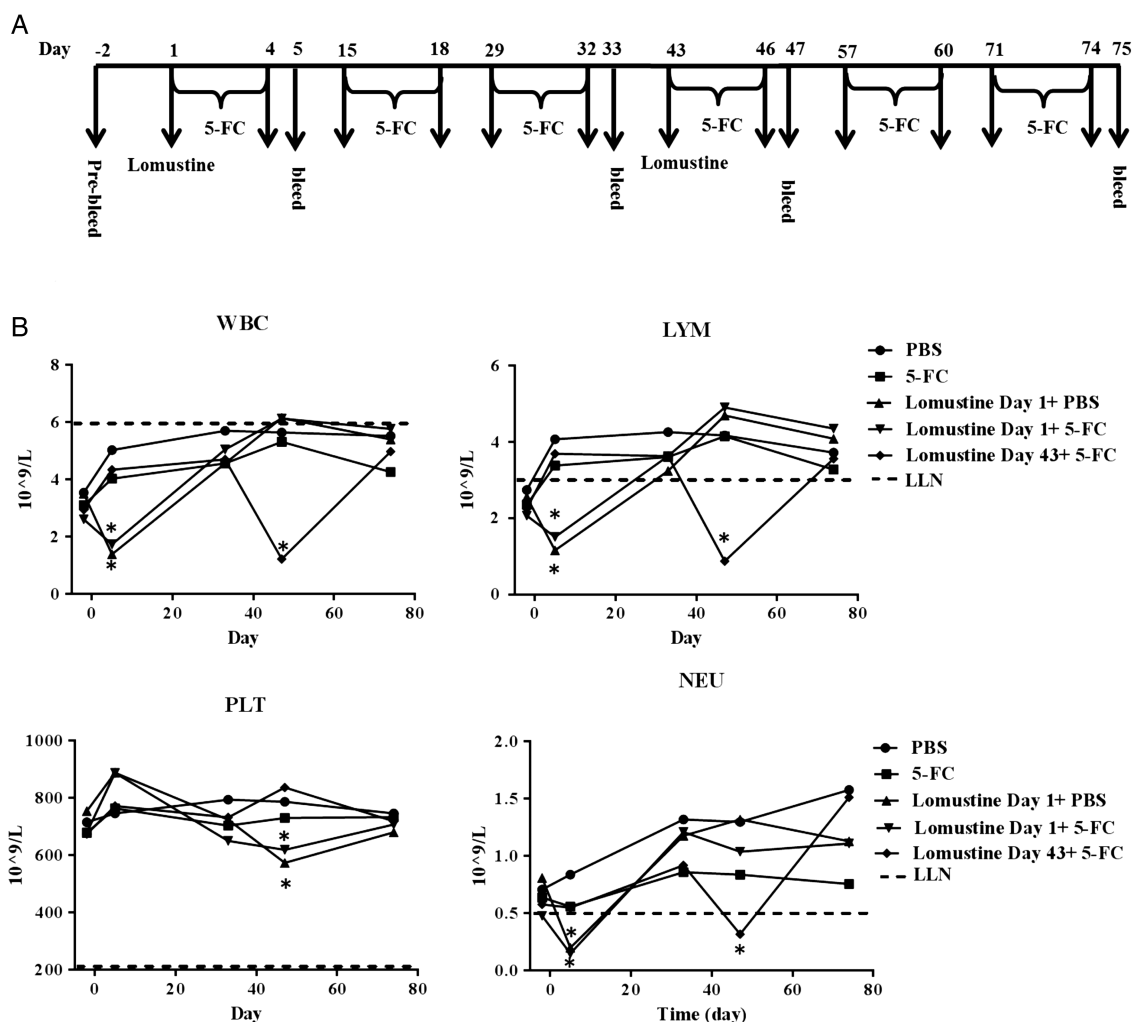 A
Day -2 1 4 5 15 18 29 32 33 43 46 47 57 60 71 74 75
5-FC 5-FC 5-FC 5-FC 5-FC 5-FC
Pre-bleed Lomustine bleed bleed Lomustine bleed bleed
B
WBC
10^9/L
8
6
4
2
0
0 20 40 60 80
Day
* * *
LYM
10^9/L
6
4
2
0
0 20 40 60 80
Day
* * *
PBS
5-FC
Lomustine Day 1+ PBS
Lomustine Day 1+ 5-FC
Lomustine Day 43+ 5-FC
LLN
PLT
10^9/L
1000
800
600
400
200
0 20 40 60 80
Day
* *
NEU
10^9/L
2.0
1.5
1.0
0.5
0.0
0 20 40 60 80
Time (day)
* * *
PBS
5-FC
Lomustine Day 1+ PBS
Lomustine Day 1+ 5-FC
Lomustine Day 43+ 5-FC
LLN